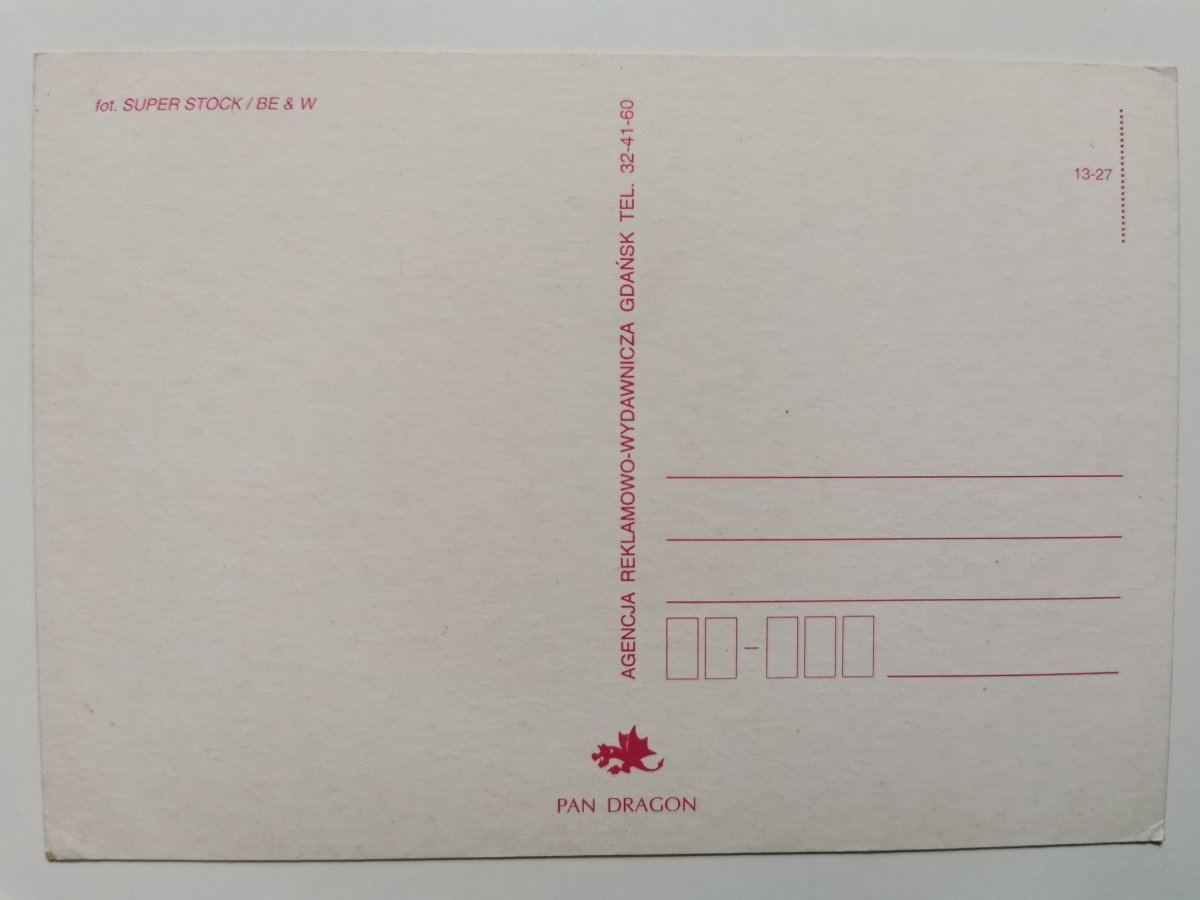 fot. SUPER STOCK / BE & W
AGENCJA REKLAMOWO-WYDAWNICZA GDAŃSK TEL. 32-41-60
13-27
PAN DRAGON